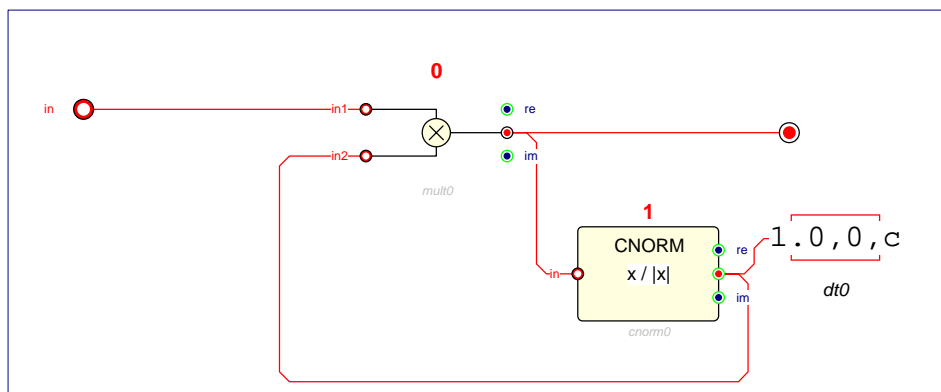 0
in
in1
re
in2
im
mult0
1
CNORM
re
1.0,0,c
in
x / |x|
im
dt0
cnorm0